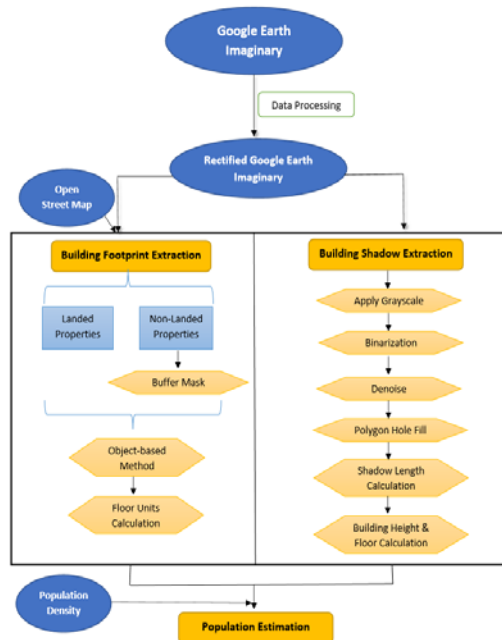 Google Earth
Imaginary
Data Processing
Rectified Google Earth
Imaginary
Open
Street Map
Building Footprint Extraction
Landed
Properties
Non-Landed
Properties
Buffer Mask
Object-based
Method
Floor Units
Calculation
Building Shadow Extraction
Apply Grayscale
Binarization
Denoise
Polygon Hole Fill
Shadow Length
Calculation
Building Height &
Floor Calculation
Population
Density
Population Estimation